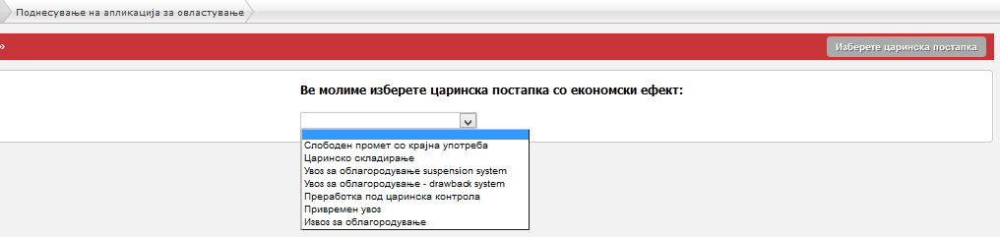 Поднесување на апликација за овластување
»
Изберете царинска постапка
Ве молиме изберете царинска постапка со економски ефект:
Слободен промет со крајна употреба
Царинско складирање
Увоз за облагородување suspension system
Увоз за облагородување - drawback system
Преработка под царинска контрола
Привремен увоз
Извоз за облагородување